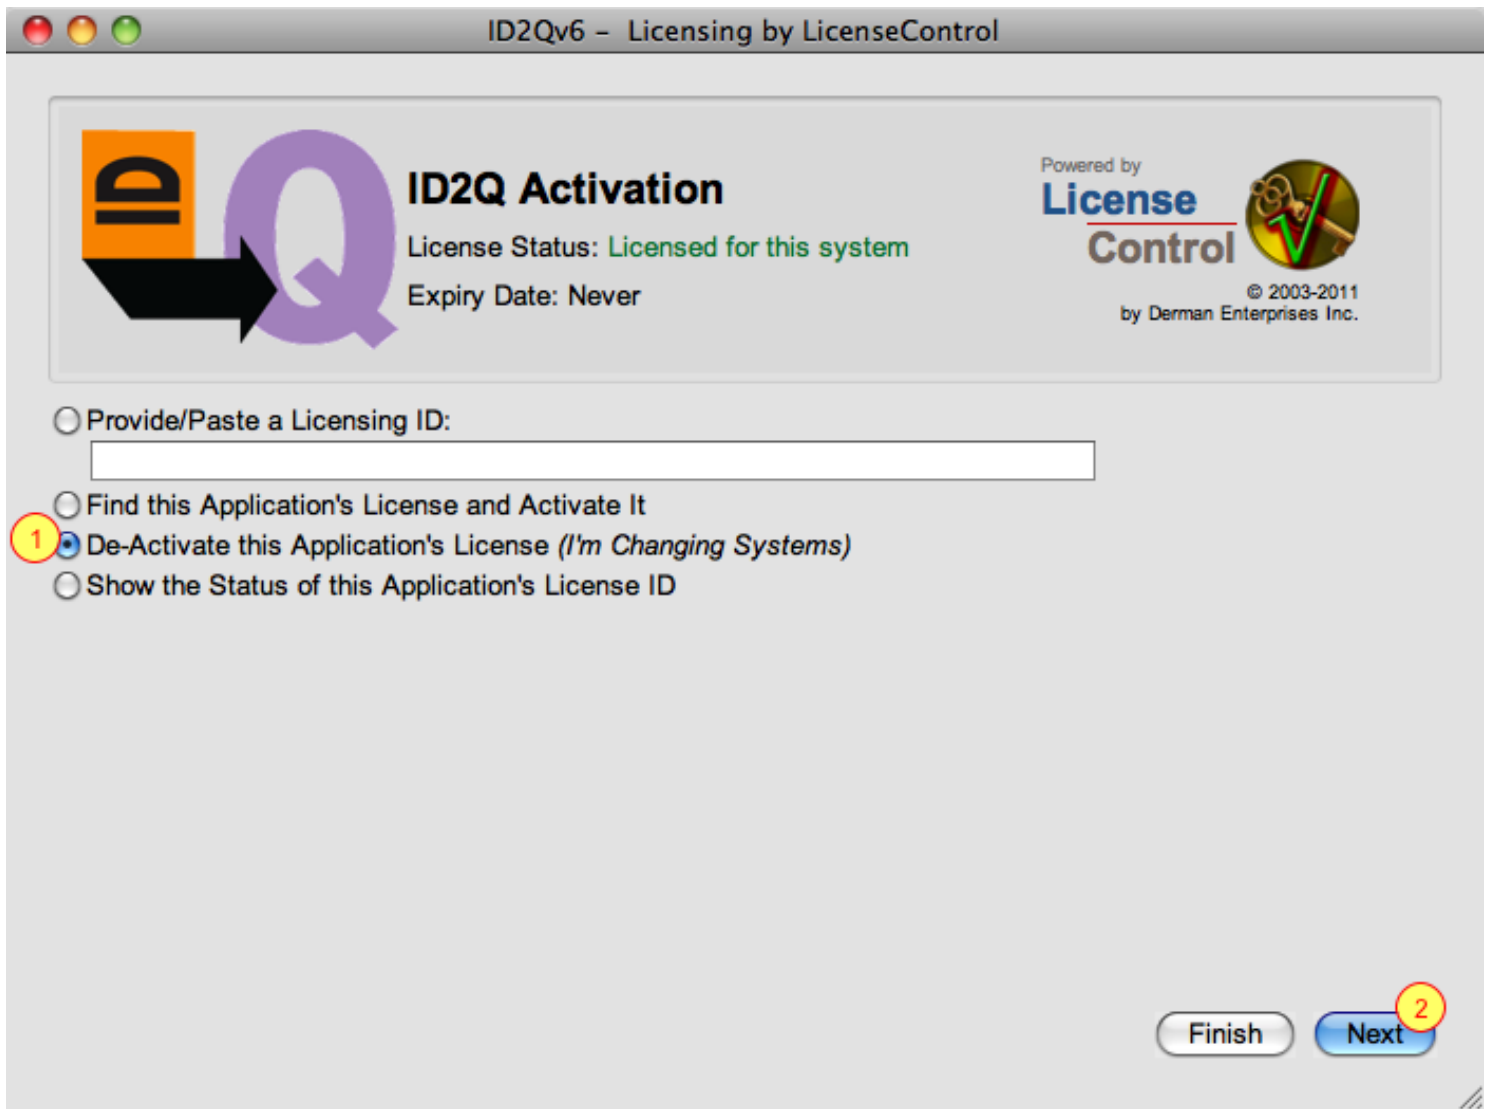 ID2Qv6 – Licensing by LicenseControl
ID
Q
ID2Q Activation
License Status: Licensed for this system
Expiry Date: Never
Powered by
License
Control
© 2003-2011
by Derman Enterprises Inc.
Provide/Paste a Licensing ID:
Find this Application's License and Activate It
1
De-Activate this Application's License (I'm Changing Systems)
Show the Status of this Application's License ID
Finish
Next
2